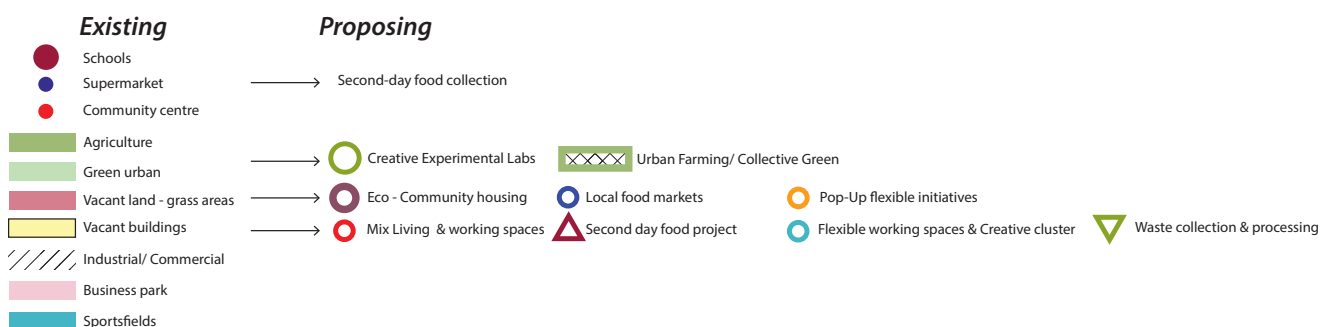 Existing Proposing
Schools
Supermarket Second-day food collection
Community centre
Agriculture
Creative Experimental Labs Urban Farming/ Collective Green
Green urban
Vacant land - grass areas Eco - Community housing Local food markets Pop-Up flexible initiatives
Vacant buildings Mix Living & working spaces Second day food project Flexible working spaces & Creative cluster Waste collection & processing
Industrial/ Commercial
Business park
Sportsfields